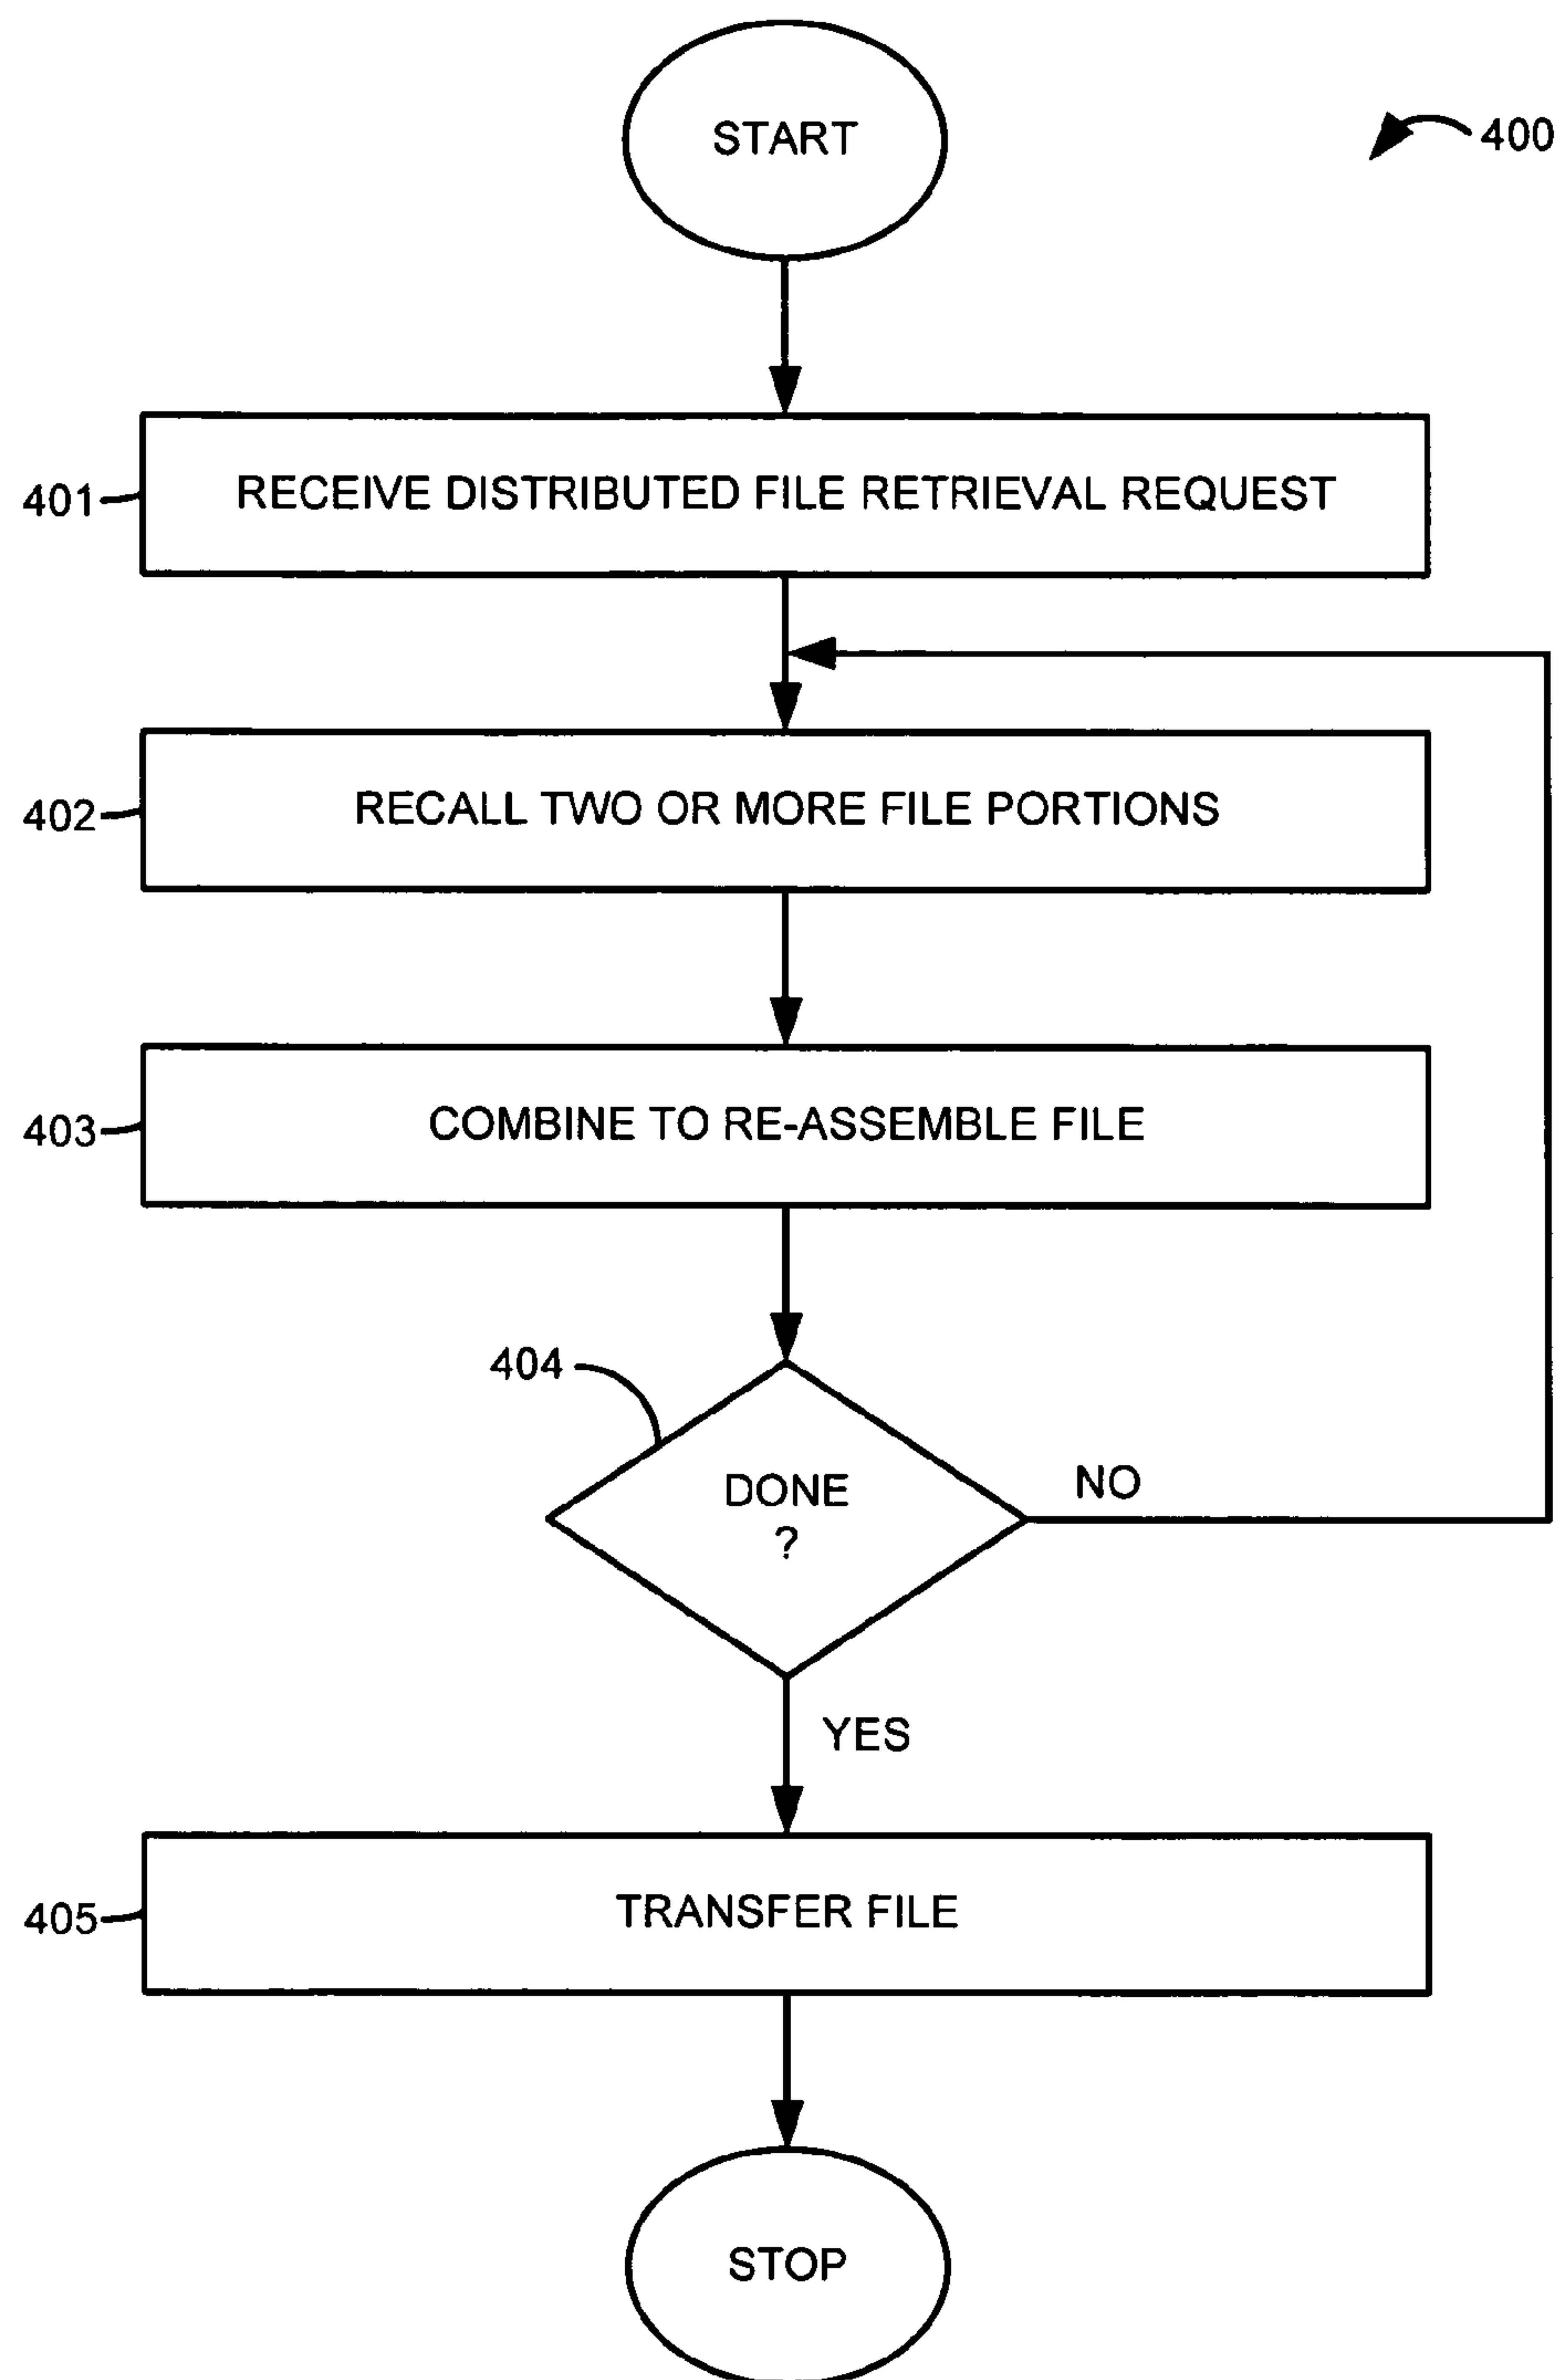 START
400
401
RECEIVE DISTRIBUTED FILE RETRIEVAL REQUEST
402
RECALL TWO OR MORE FILE PORTIONS
403
COMBINE TO RE-ASSEMBLE FILE
404
DONE
?
NO
YES
405
TRANSFER FILE
STOP